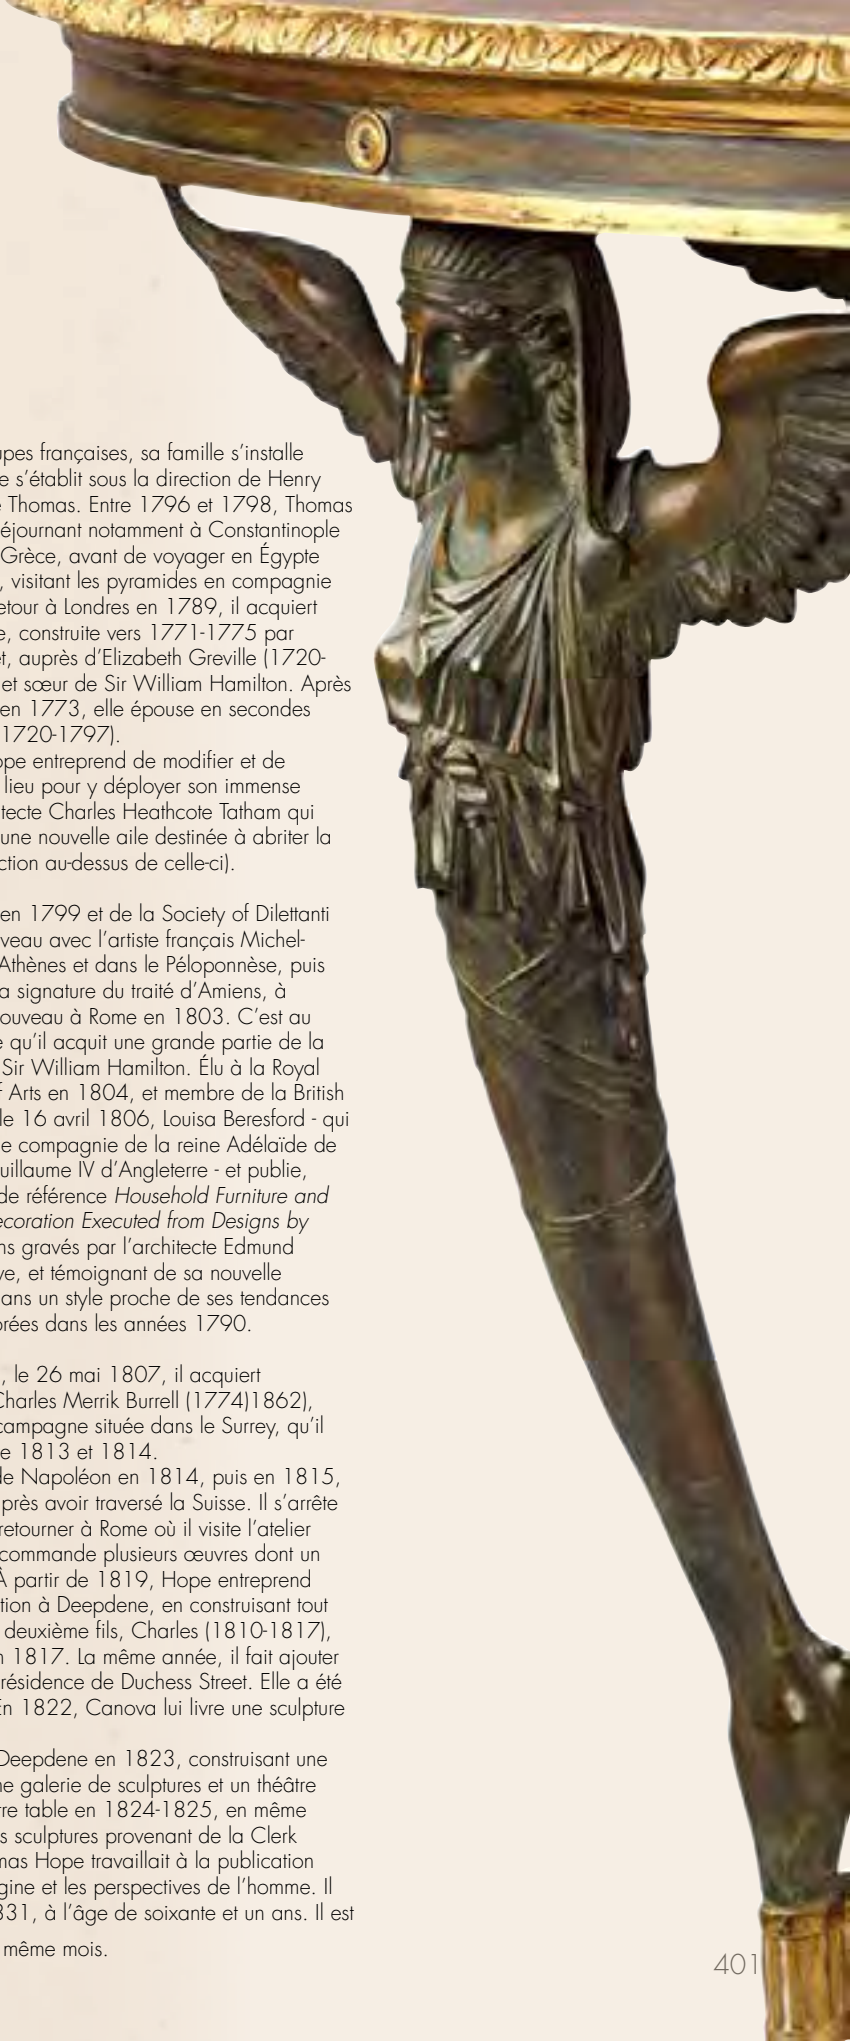 upes françaises, sa famille s'installe
e s'établit sous la direction de Henry
e Thomas. Entre 1796 et 1798, Thomas
éjournant notamment à Constantinople
Grèce, avant de voyager en Égypte
, visitant les pyramides en compagnie
etour à Londres en 1789, il acquiert
e, construite vers 1771-1775 par
et, auprès d'Elizabeth Greville (1720-
et sœur de Sir William Hamilton. Après
en 1773, elle épouse en secondes
1720-1797).
ope entreprend de modifier et de
lieu pour y déployer son immense
itecte Charles Heathcote Tatham qui
une nouvelle aile destinée à abriter la
ction au-dessus de celle-ci).
en 1799 et de la Society of Dilettanti
veau avec l'artiste français Michel-
Athènes et dans le Péloponnèse, puis
a signature du traité d'Amiens, à
ouveau à Rome en 1803. C'est au
e qu'il acquit une grande partie de la
Sir William Hamilton. Élu à la Royal
f Arts en 1804, et membre de la British
le 16 avril 1806, Louisa Beresford - qui
e compagnie de la reine Adélaïde de
uillaume IV d'Angleterre - et publie,
de référence Household Furniture and
ecoration Executed from Designs by
ns gravés par l'architecte Edmund
ye, et témoignant de sa nouvelle
ans un style proche de ses tendances
orées dans les années 1790.
, le 26 mai 1807, il acquiert
Charles Merrik Burrell (1774)1862),
campagne située dans le Surrey, qu'il
e 1813 et 1814.
de Napoléon en 1814, puis en 1815,
près avoir traversé la Suisse. Il s'arrête
retourner à Rome où il visite l'atelier
commande plusieurs œuvres dont un
À partir de 1819, Hope entreprend
tion à Deepdene, en construisant tout
deuxième fils, Charles (1810-1817),
n 1817. La même année, il fait ajouter
résidence de Duchess Street. Elle a été
En 1822, Canova lui livre une sculpture
Deepdene en 1823, construisant une
ne galerie de sculptures et un théâtre
tre table en 1824-1825, en même
s sculptures provenant de la Clerk
mas Hope travaillait à la publication
gine et les perspectives de l'homme. Il
831, à l'âge de soixante et un ans. Il est
même mois.
401